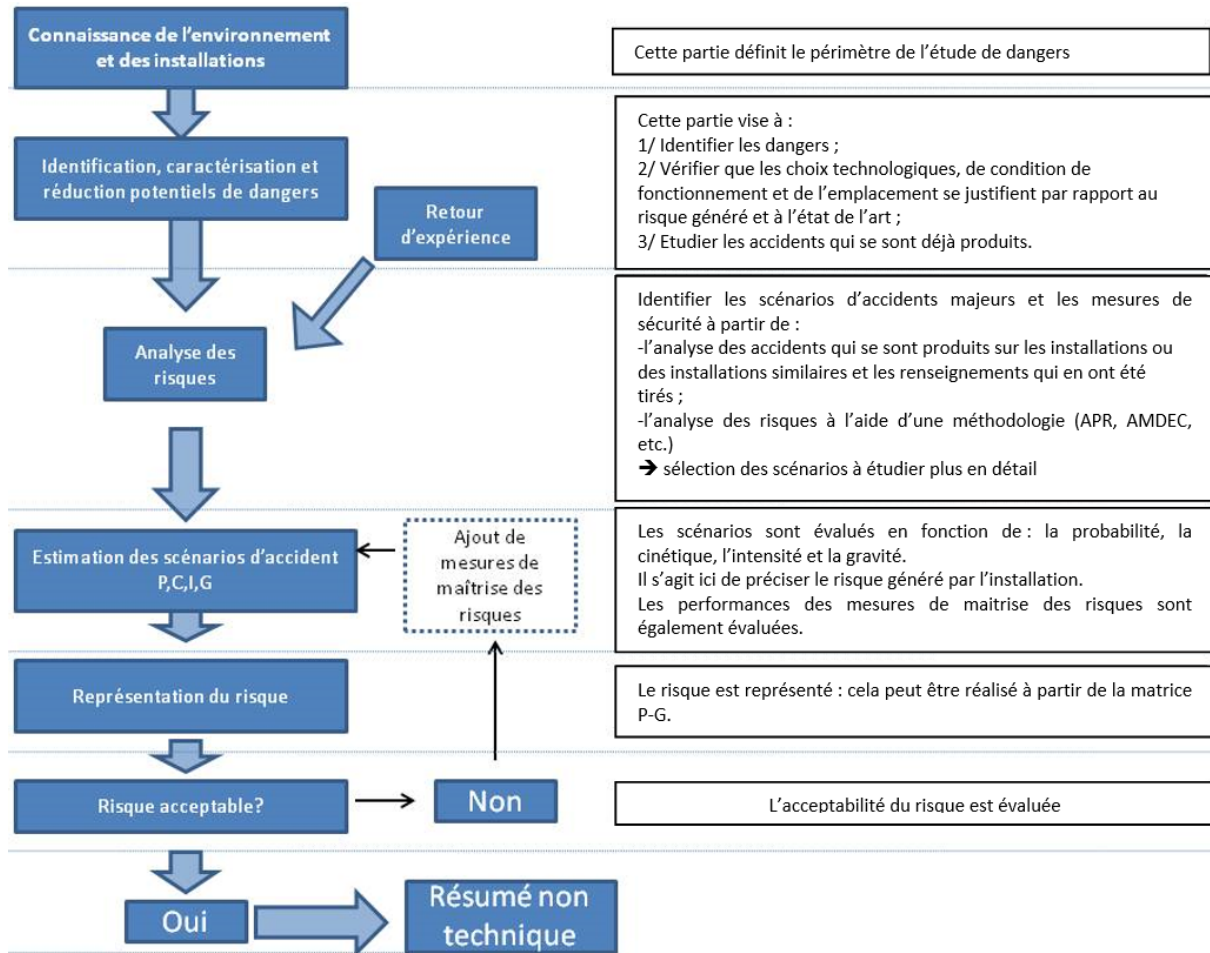 Connaissance de l'environnement
et des installations
Cette partie définit le périmètre de l'étude de dangers
Identification, caractérisation et
réduction potentiels de dangers
Retour
d'expérience
Cette partie vise à :
1/ Identifier les dangers ;
2/ Vérifier que les choix technologiques, de condition de
fonctionnement et de l'emplacement se justifient par rapport au
risque généré et à l'état de l'art ;
3/ Etudier les accidents qui se sont déjà produits.
Analyse des
risques
Identifier les scénarios d'accidents majeurs et les mesures de
sécurité à partir de :
-l'analyse des accidents qui se sont produits sur les installations ou
des installations similaires et les renseignements qui en ont été
tirés ;
-l'analyse des risques à l'aide d'une méthodologie (APR, AMDEC,
etc.)
➔ sélection des scénarios à étudier plus en détail
Estimation des scénarios d'accident
P,C,I,G
Ajout de
mesures de
maîtrise des
risques
Les scénarios sont évalués en fonction de : la probabilité, la
cinétique, l'intensité et la gravité.
Il s'agit ici de préciser le risque généré par l'installation.
Les performances des mesures de maitrise des risques sont
également évaluées.
Représentation du risque
Le risque est représenté : cela peut être réalisé à partir de la matrice
P-G.
Risque acceptable?
Non
L'acceptabilité du risque est évaluée
Oui
Résumé non
technique